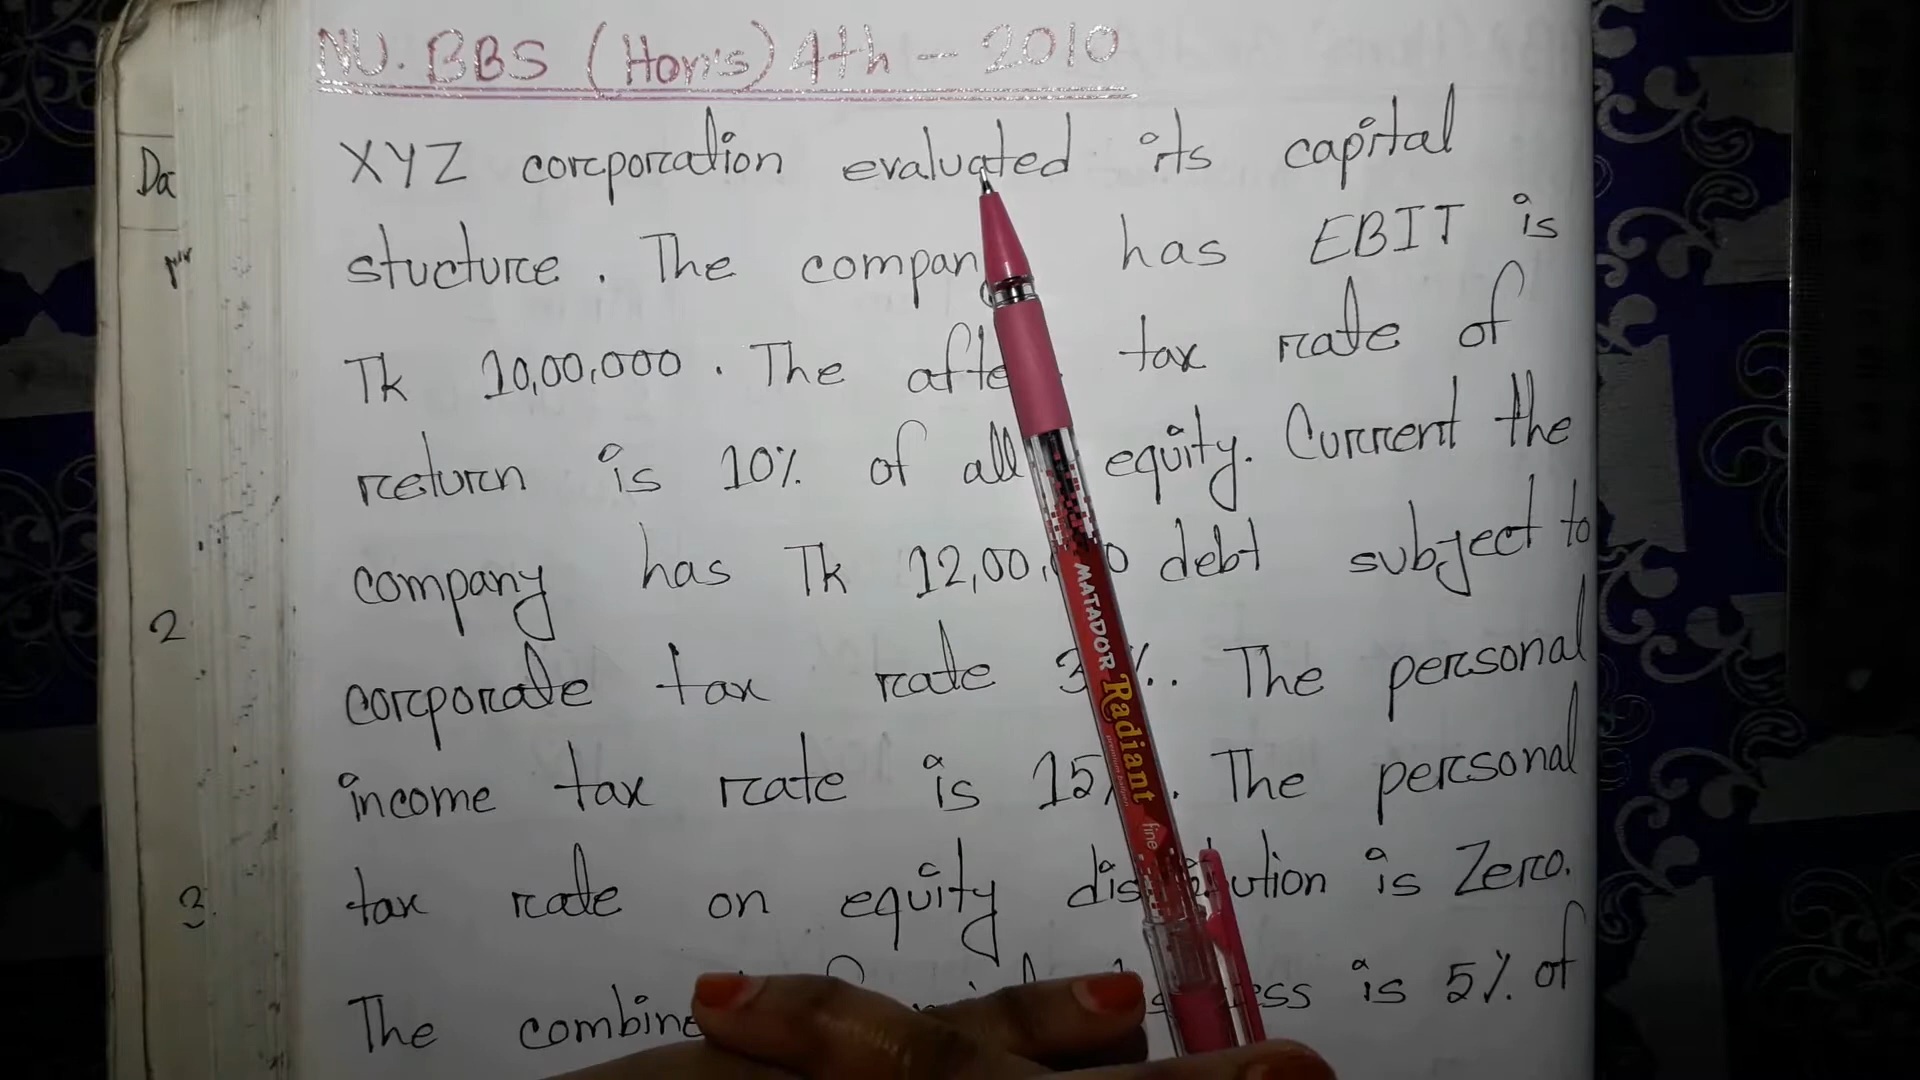 NU. BBS (Hon's) 4th - 2010
XYZ corporation evaluated its capital
stucture. The company has EBIT is
Tk 10,00,000. The after tax rate of
return is 10% of all equity. Current the
company has Tk 12,00,000 debt subject to
corporate tax rate %. The personal
income tax rate is 15%. The personal
tax rate on equity distribution is Zero.
The is 5% of
Da
2
3.
MATADOR Radiant
fine